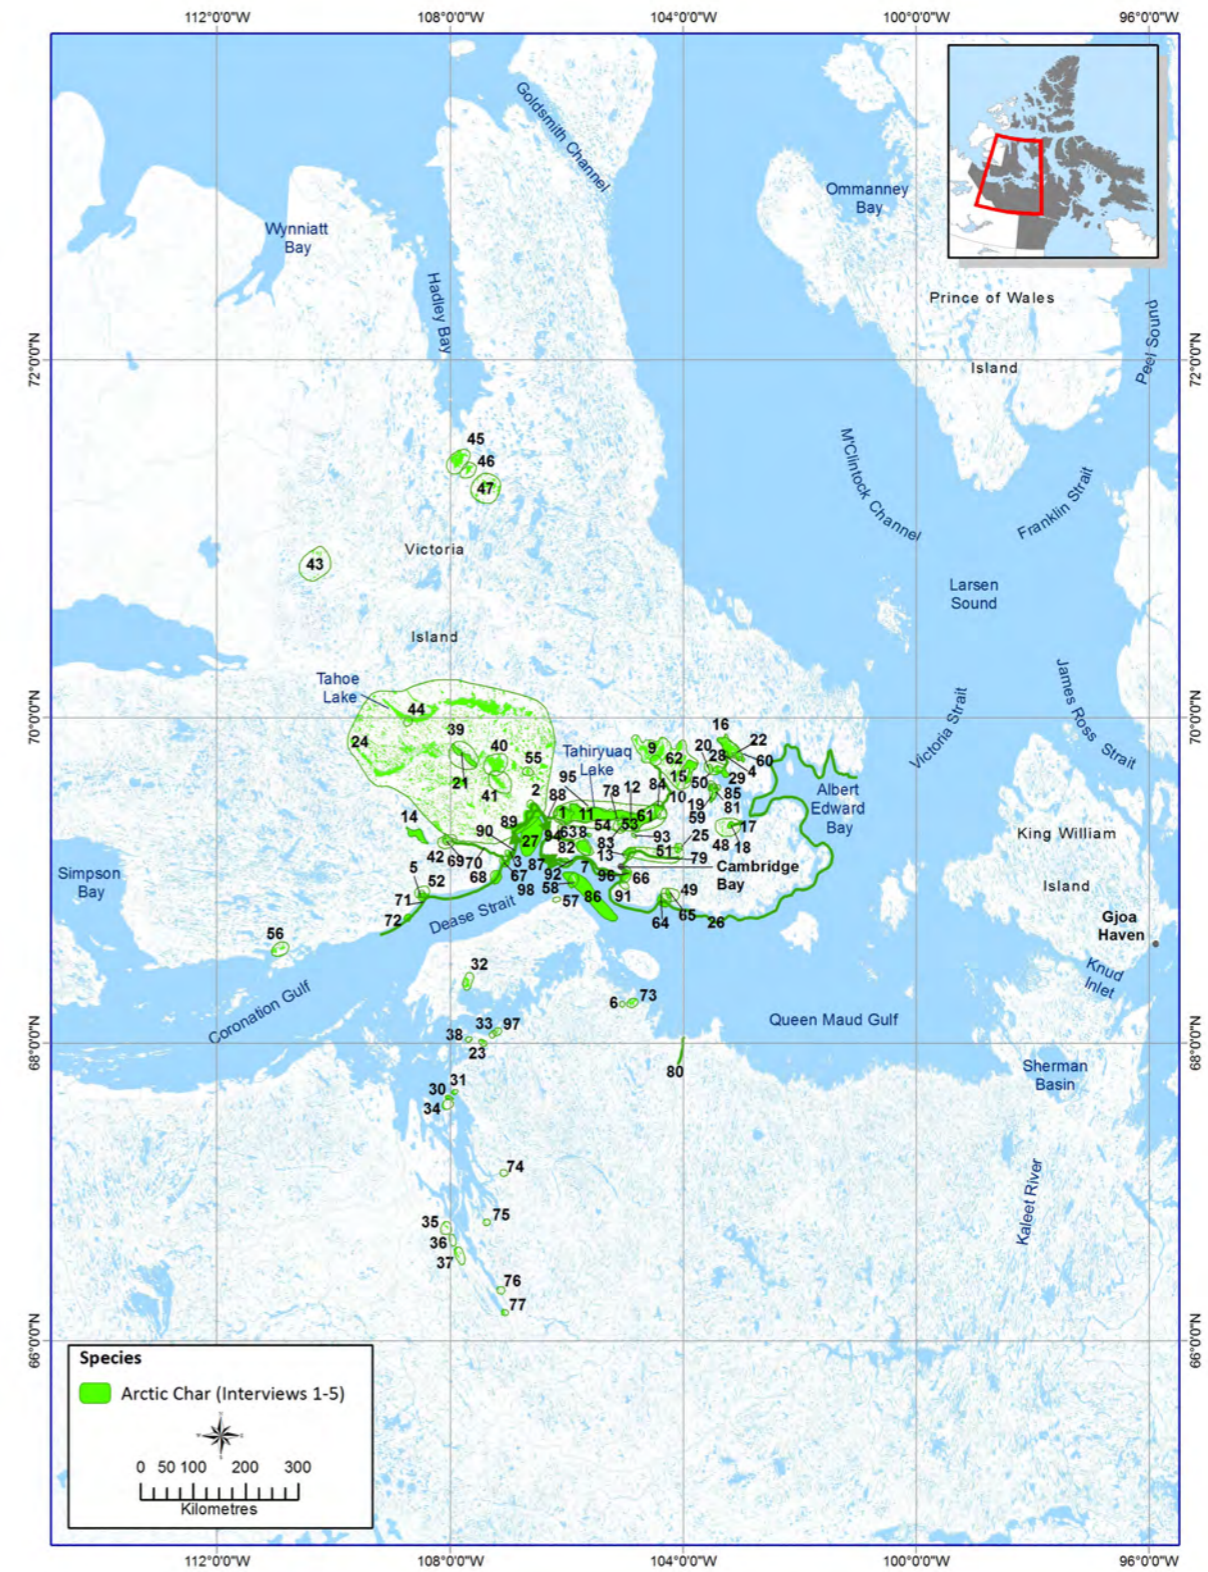 112°0'0"W
108°0'0"W
104°0'0"W
100°0'0"W
96°0'0"W
Goldsmith Channel
Ommanney
Bay
Wynniatt
Bay
Hadley Bay
Prince of Wales
Island
Peel Sound
72°0'0"N
72°0'0"N
M'Clintock Channel
Franklin Strait
45
46
47
43
Victoria
Island
Larsen
Sound
James Ross Strait
Victoria Strait
Tahoe
Lake
70°0'0"N
70°0'0"N
44
24
39
40
55
21
41
Tahiryuaq
Lake
16
9
62
20
28
22
60
4
15
50
29
95
78
12
84
10
19
85
81
59
2
88
1
11
61
Albert
Edward
Bay
14
89
90
27
94
63
8
54
53
93
25
17
48
18
82
83
13
51
79
42
69
70
3
87
7
Cambridge
Bay
5
52
68
67
92
96
66
98
58
57
86
91
49
71
72
64
65
26
Dease Strait
King William
Island
Gjoa
Haven
Simpson
Bay
56
Knud
Inlet
Coronation Gulf
32
6
73
Queen Maud Gulf
33
97
38
23
68°0'0"N
68°0'0"N
80
Sherman
Basin
31
30
34
74
Kaleet River
35
75
36
37
76
77
66°0'0"N
66°0'0"N
Species
Arctic Char (Interviews 1-5)
0 50 100 200 300
Kilometres
112°0'0"W
108°0'0"W
104°0'0"W
100°0'0"W
96°0'0"W